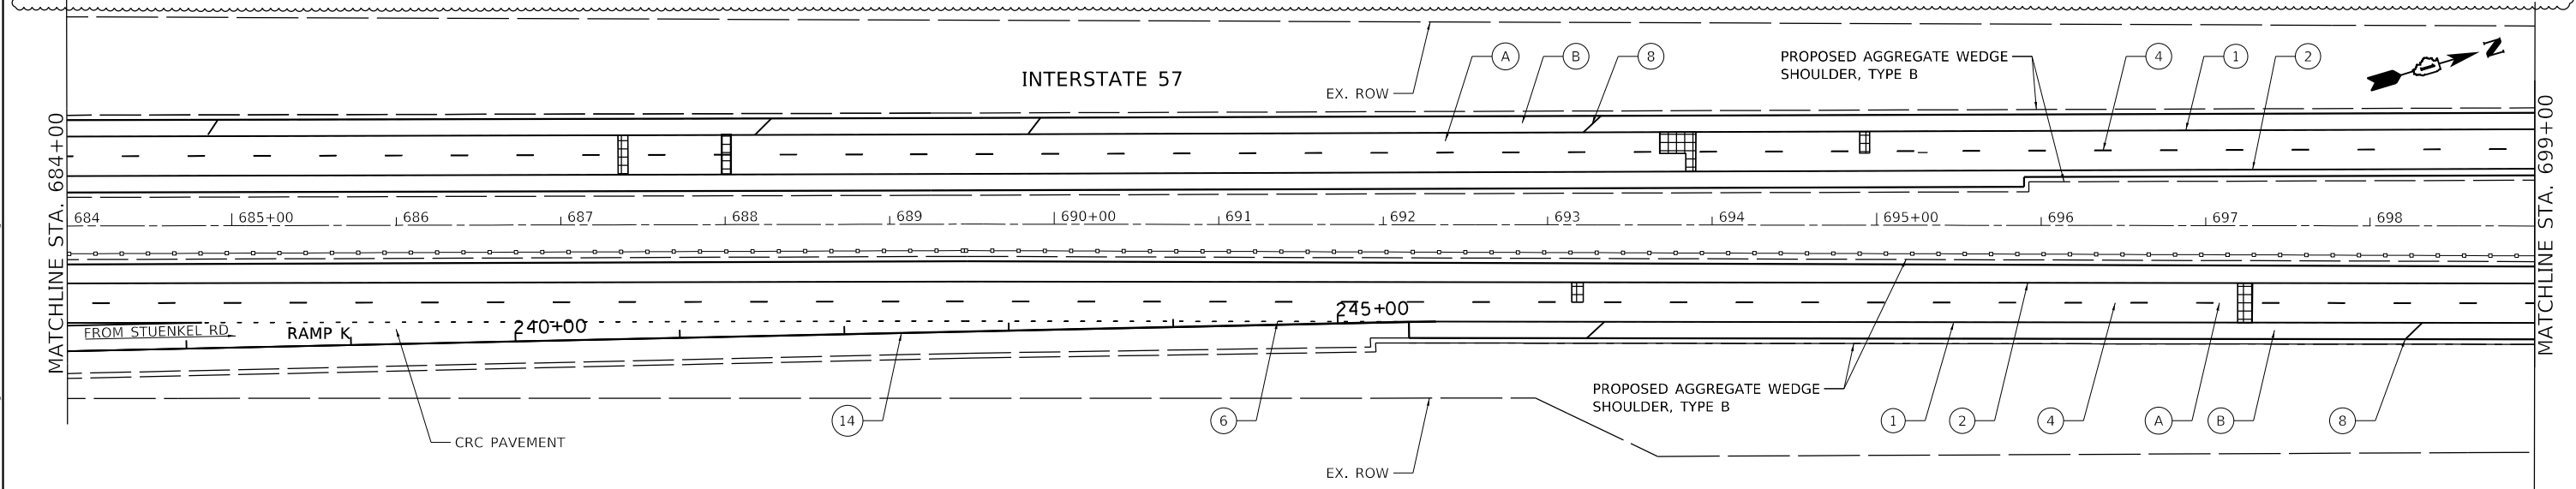 INTERSTATE 57
EX. ROW
A
B
8
PROPOSED AGGREGATE WEDGE
SHOULDER, TYPE B
4
1
2
N
MATCHLINE STA. 684+00
MATCHLINE STA. 699+00
684
685+00
686
687
688
689
690+00
691
692
693
694
695+00
696
697
698
FROM STUENKEL RD
RAMP K
240+00
245+00
CRC PAVEMENT
14
6
EX. ROW
PROPOSED AGGREGATE WEDGE
SHOULDER, TYPE B
1
2
4
A
B
8